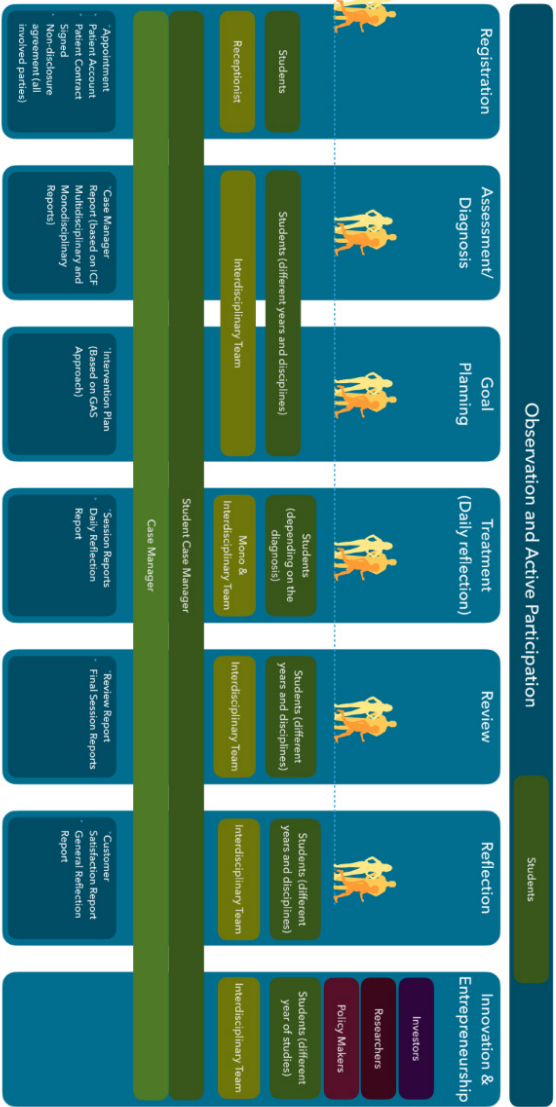 Observation and Active Participation
Students
Registration
Students
Receptionist
Appointment
Patient Account
Patient Contract
Signed
Non-disclosure
agreement (all
involved parties)
Assessment/
Diagnosis
Students (different years and disciplines)
Interdisciplinary Team
Case Manager
Report (based on ICF
Multidisciplinary and
Monodisciplinary
Reports)
Goal
Planning
Intervention Plan
(Based on GAS
Approach)
Treatment
(Daily reflection)
Students
(depending on the
diagnosis)
Mono &
Interdisciplinary Team
Session Reports
Daily Reflection
Report
Review
Students (different
years and disciplines)
Interdisciplinary Team
Review Report
Final Session Reports
Reflection
Students (different
years and disciplines)
Interdisciplinary Team
Customer
Satisfaction Report
General Reflection
Report
Innovation &
Entrepreneurship
Investors
Researchers
Policy Makers
Students (different
year of studies)
Interdisciplinary Team
Student Case Manager
Case Manager